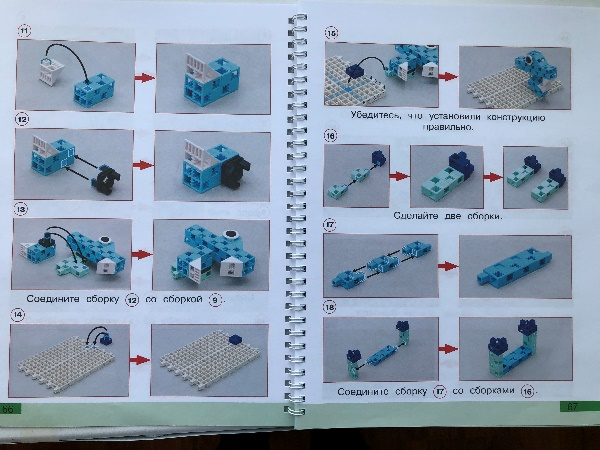 11
12
13
Соедините сборку 12 со сборкой 9.
14
66
15
Убедитесь, что установили конструкцию
правильно.
16
Сделайте две сборки.
17
18
Соедините сборку 17 со сборками 16.
67